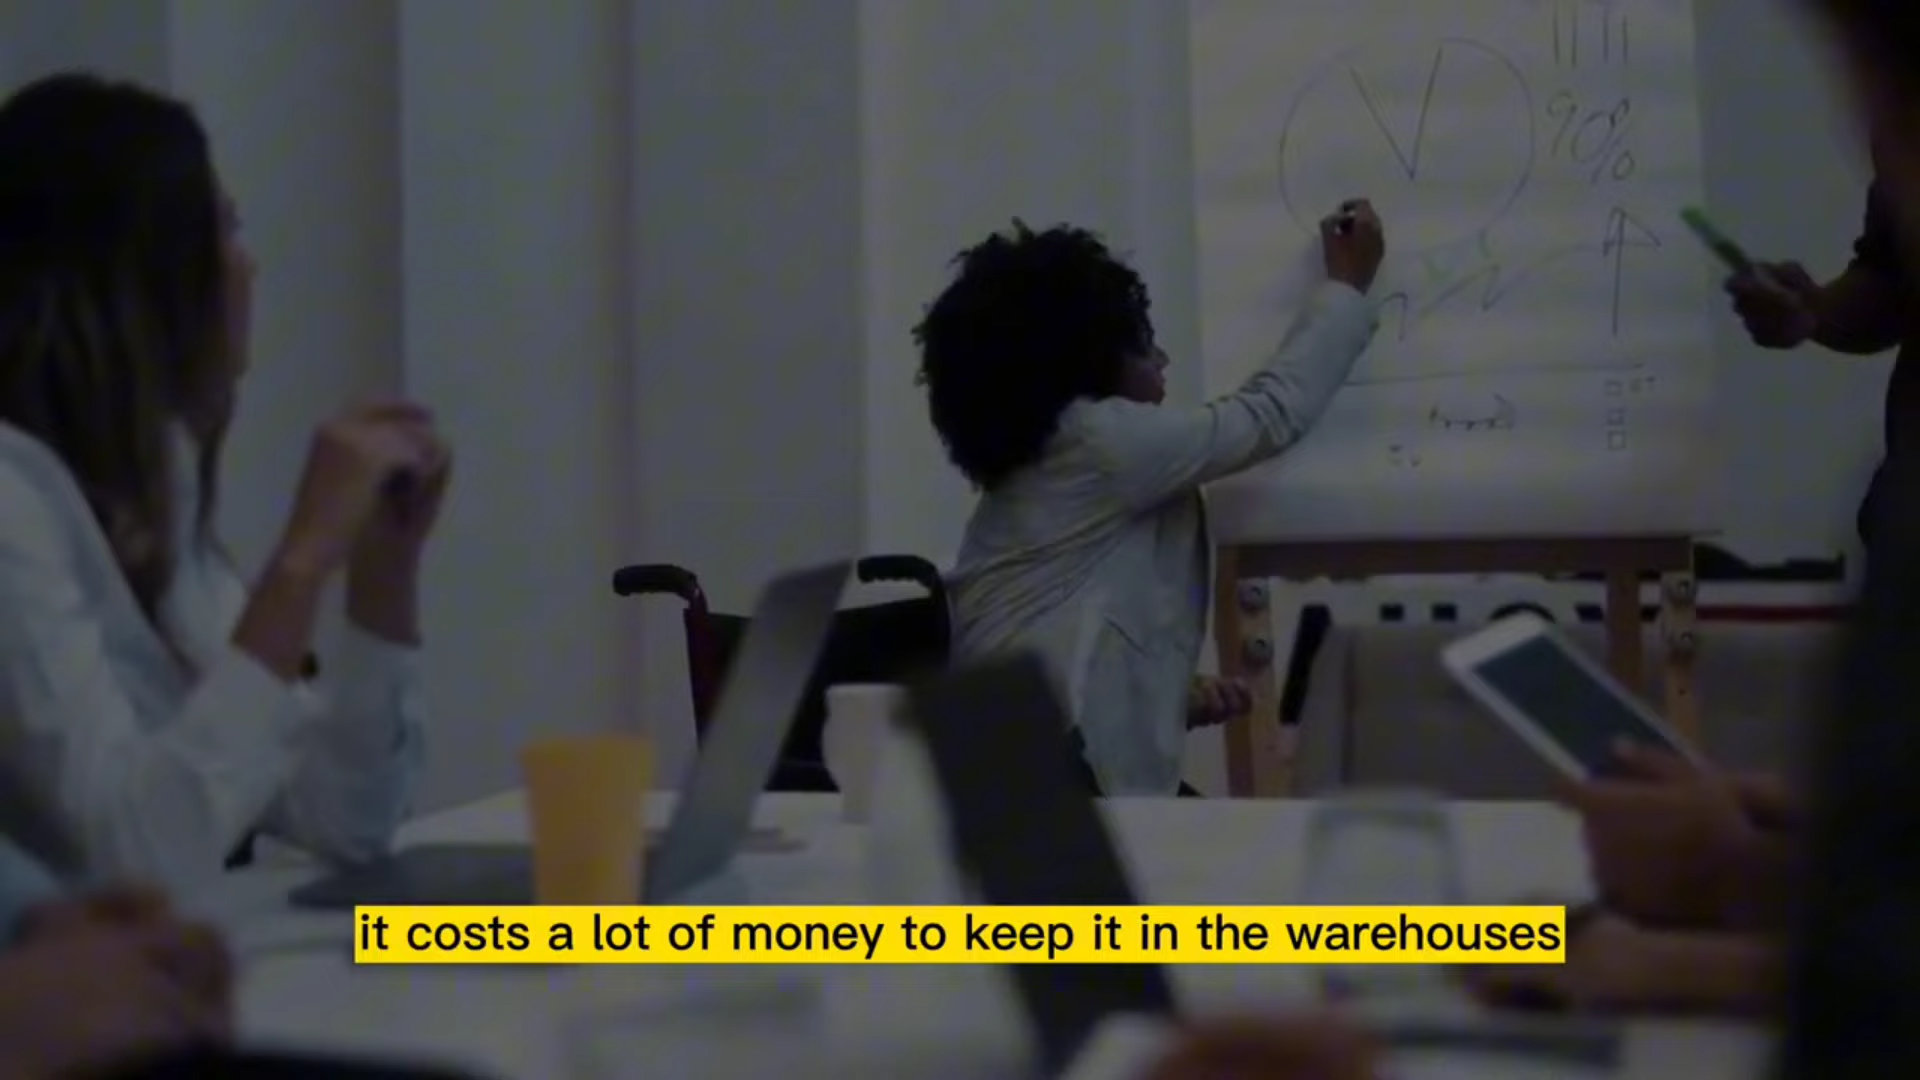 90%
it costs a lot of money to keep it in the warehouses